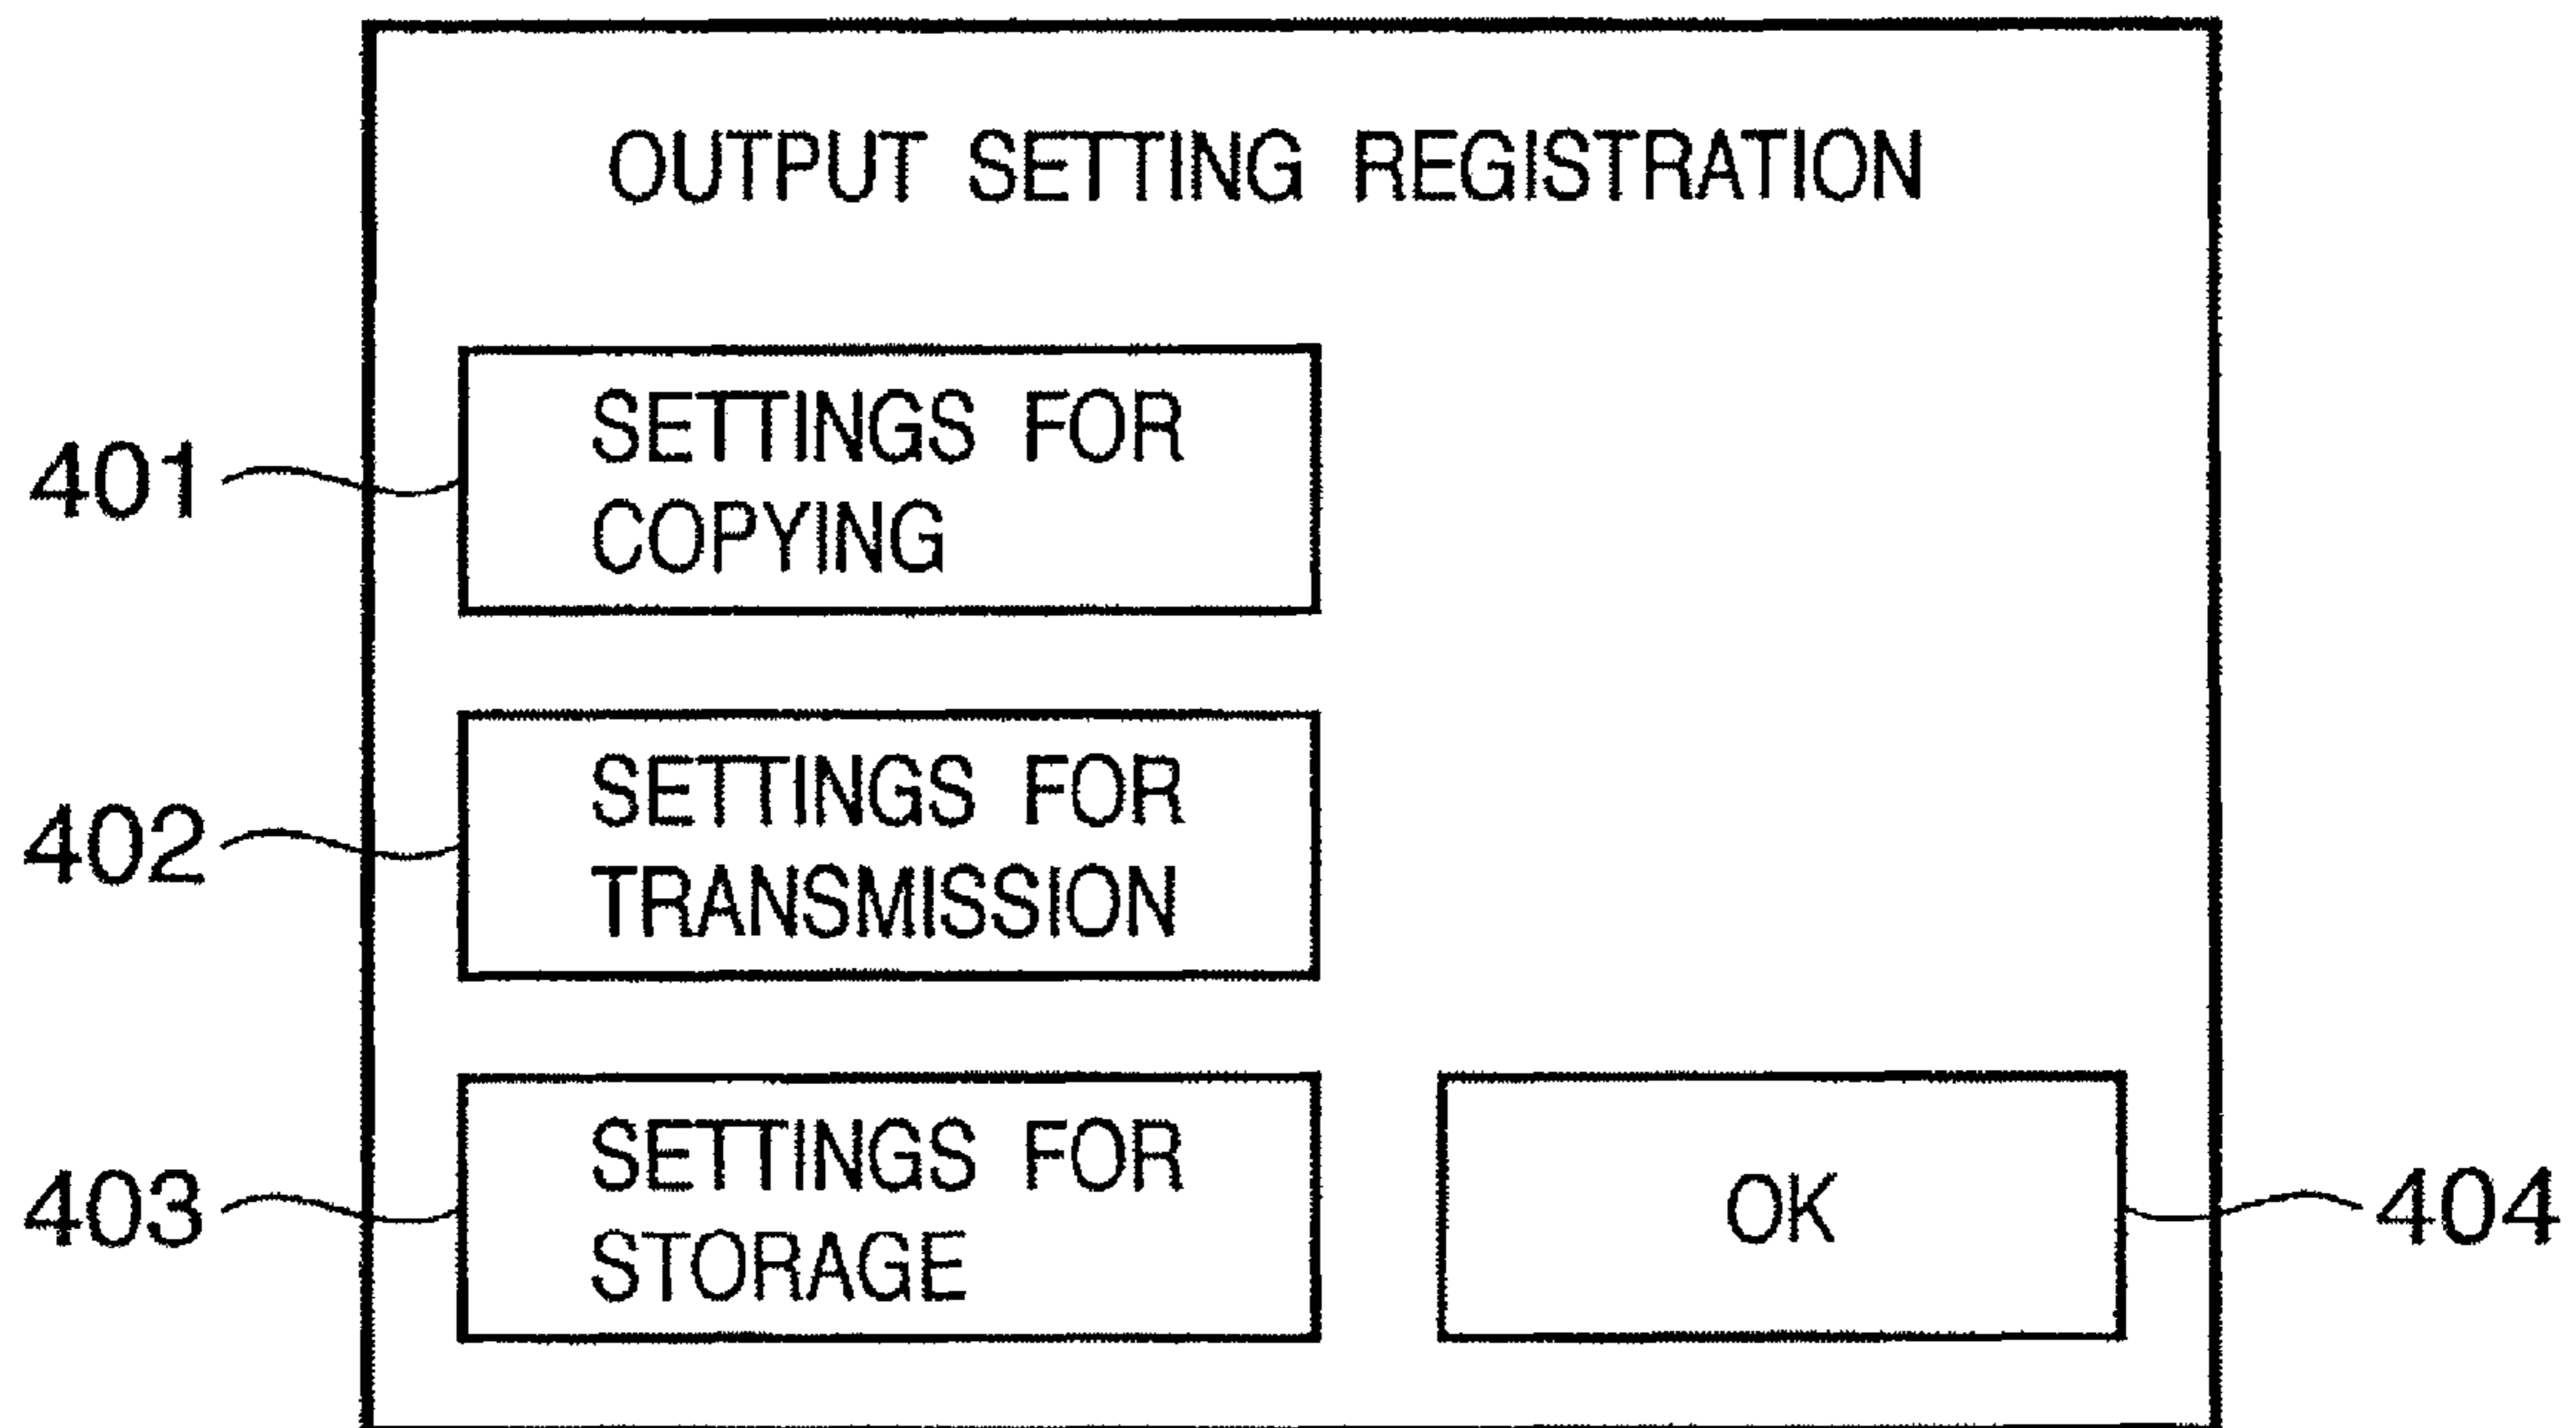 OUTPUT SETTING REGISTRATION
401
SETTINGS FOR
COPYING
402
SETTINGS FOR
TRANSMISSION
403
SETTINGS FOR
STORAGE
OK
404